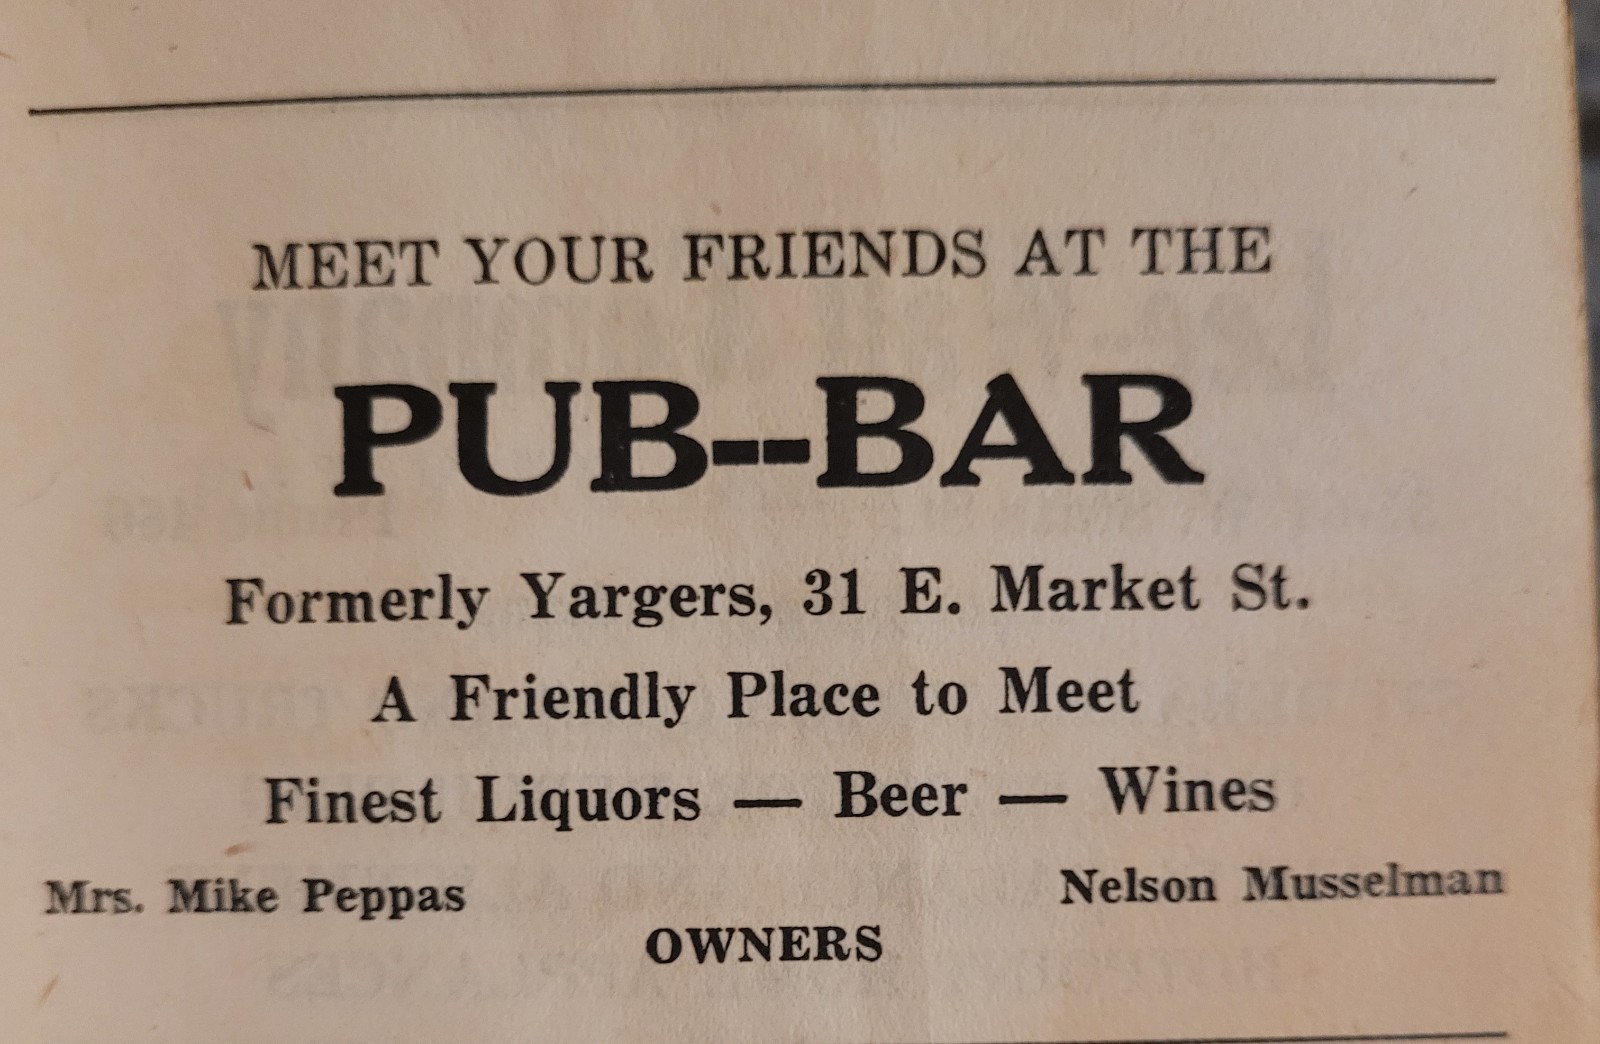 MEET YOUR FRIENDS AT THE
PUB--BAR
Formerly Yargers, 31 E. Market St.
A Friendly Place to Meet
Finest Liquors — Beer — Wines
Mrs. Mike Peppas Nelson Musselman
OWNERS